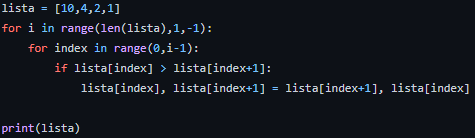 lista = [10,4,2,1]
for i in range(len(lista),1,-1):
    for index in range(0,i-1):
        if lista[index] > lista[index+1]:
            lista[index], lista[index+1] = lista[index+1], lista[index]
print(lista)